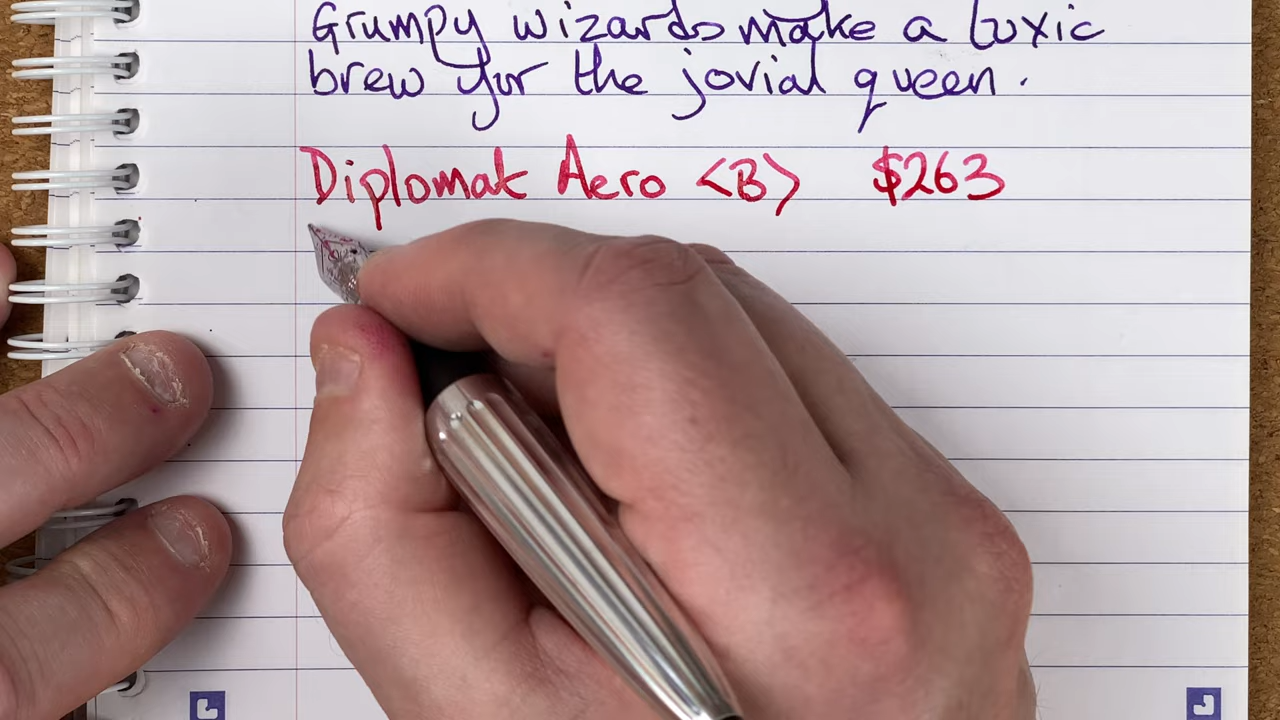 Grumpy wizards make a toxic
brew for the jovial queen.
Diplomat Aero <B> $263